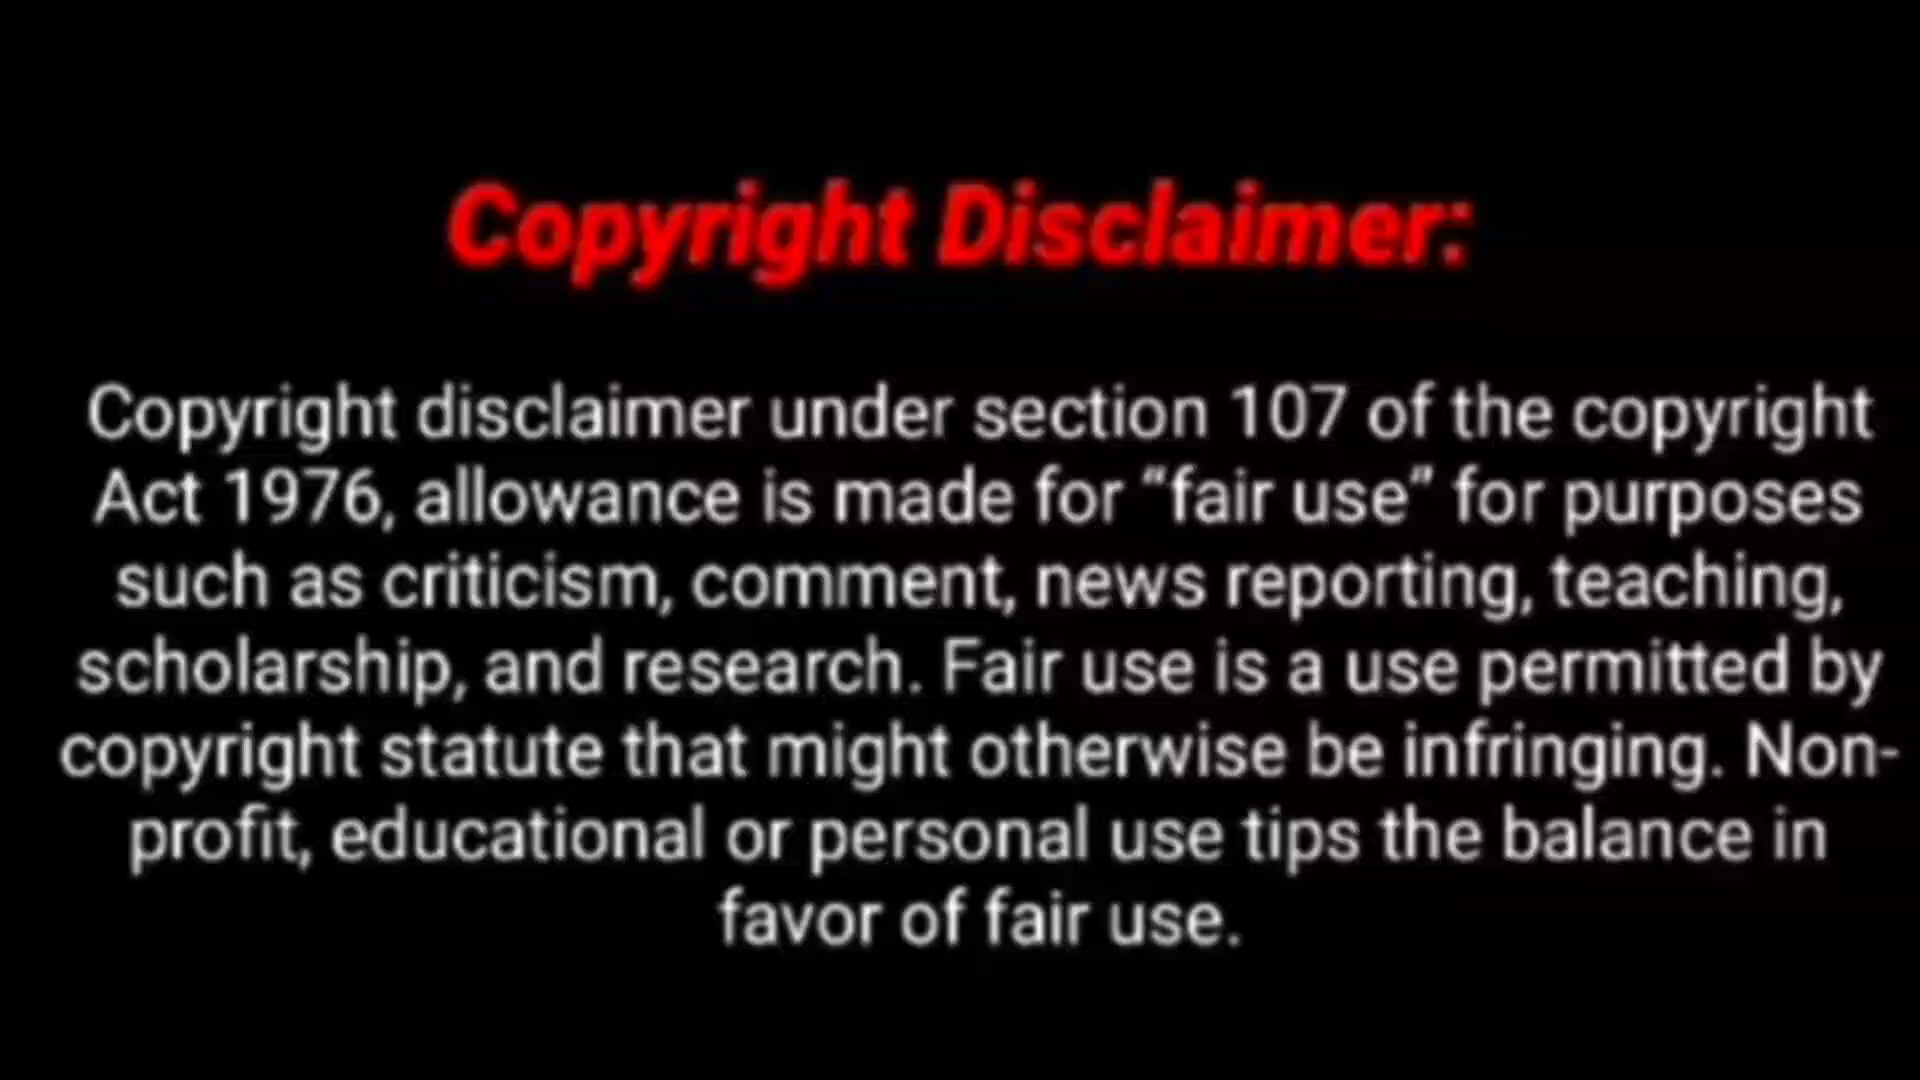 Copyright Disclaimer:
Copyright disclaimer under section 107 of the copyright
Act 1976, allowance is made for “fair use” for purposes
such as criticism, comment, news reporting, teaching,
scholarship, and research. Fair use is a use permitted by
copyright statute that might otherwise be infringing. Non-
profit, educational or personal use tips the balance in
favor of fair use.